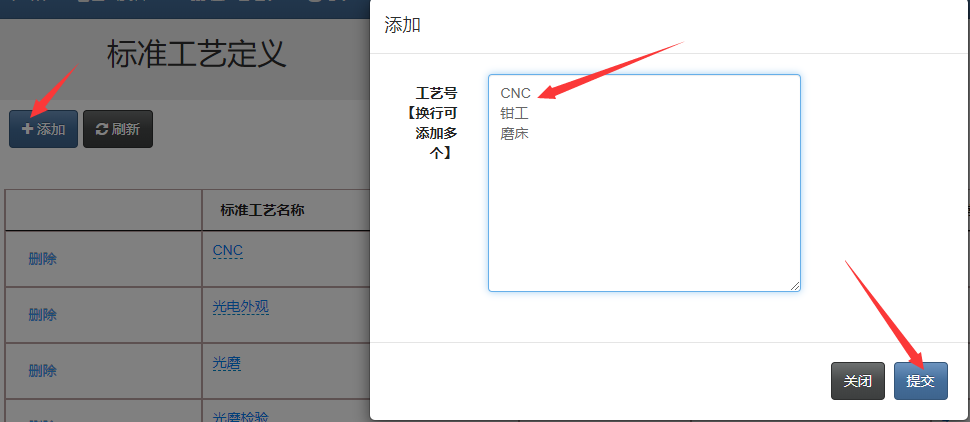 添加
标准工艺定义
工艺号
【换行可
添加多
个】
CNC
钳工
磨床
添加
刷新
标准工艺名称
删除
CNC
删除
光电外观
删除
光磨
光磨检验
关闭
提交